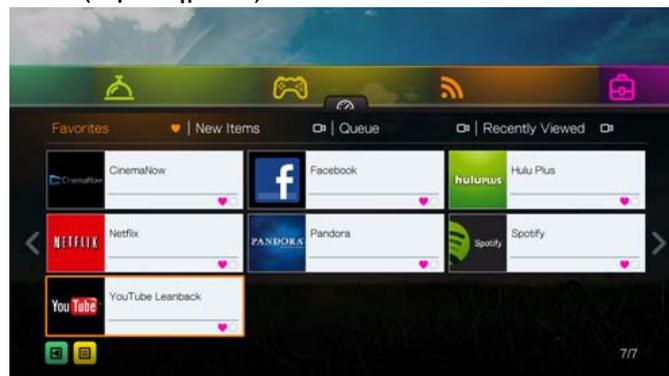 Favorites | New Items | Queue | Recently Viewed
CinemaNow CinemaNow f Facebook huluPLUS Hulu Plus
NETFLIX Netflix PANDORA Pandora Spotify Spotify
YouTube YouTube Leanback
7/7